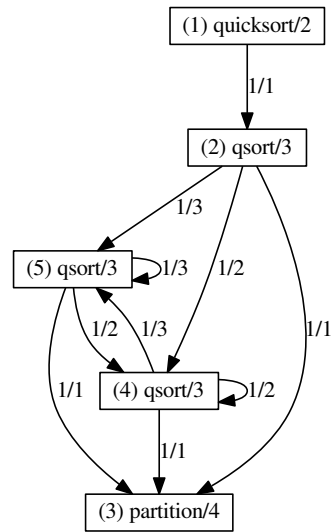 (1) quicksort/2
1/1
(2) qsort/3
1/3
(5) qsort/3
1/3
1/2
1/1
1/2
1/3
(4) qsort/3
1/2
1/1
1/1
(3) partition/4